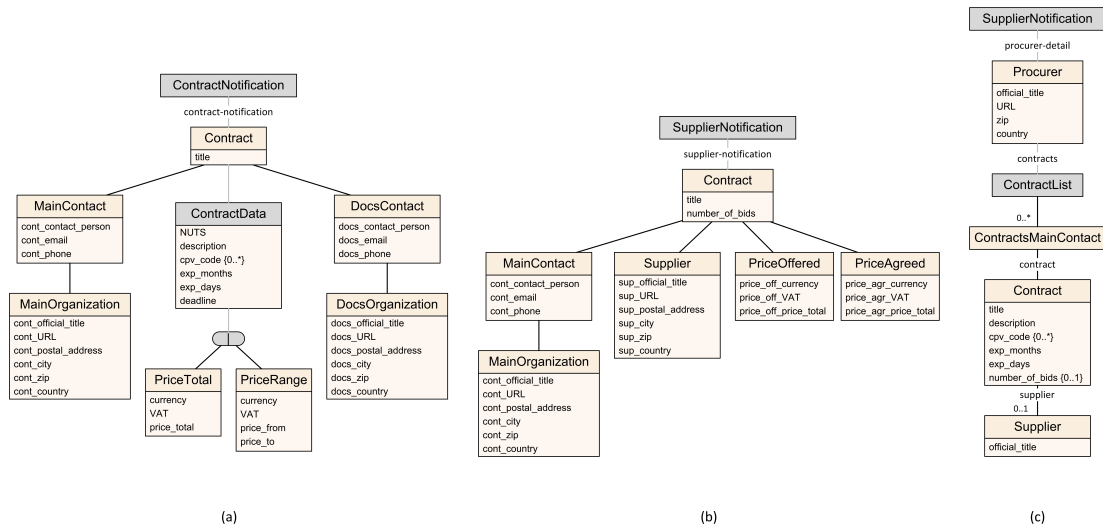 ContractNotification
contract-notification
Contract
title
MainContact
cont_contact_person
cont_email
cont_phone
MainOrganization
cont_official_title
cont_URL
cont_postal_address
cont_city
cont_zip
cont_country
ContractData
NUTS
description
cpv_code {0..*}
exp_months
exp_days
deadline
PriceTotal
currency
VAT
price_total
PriceRange
currency
VAT
price_from
price_to
DocsContact
docs_contact_person
docs_email
docs_phone
DocsOrganization
docs_official_title
docs_URL
docs_postal_address
docs_city
docs_zip
docs_country
(a)
SupplierNotification
supplier-notification
Contract
title
number_of_bids
MainContact
cont_contact_person
cont_email
cont_phone
MainOrganization
cont_official_title
cont_URL
cont_postal_address
cont_city
cont_zip
cont_country
Supplier
sup_official_title
sup_URL
sup_postal_address
sup_city
sup_zip
sup_country
PriceOffered
price_off_currency
price_off_VAT
price_off_price_total
PriceAgreed
price_agr_currency
price_agr_VAT
price_agr_price_total
(b)
SupplierNotification
procurer-detail
Procurer
official_title
URL
zip
country
contracts
ContractList
0..*
ContractsMainContact
contract
Contract
title
description
cpv_code {0..*}
exp_months
exp_days
number_of_bids {0..1}
supplier
0..1
Supplier
official_title
(c)